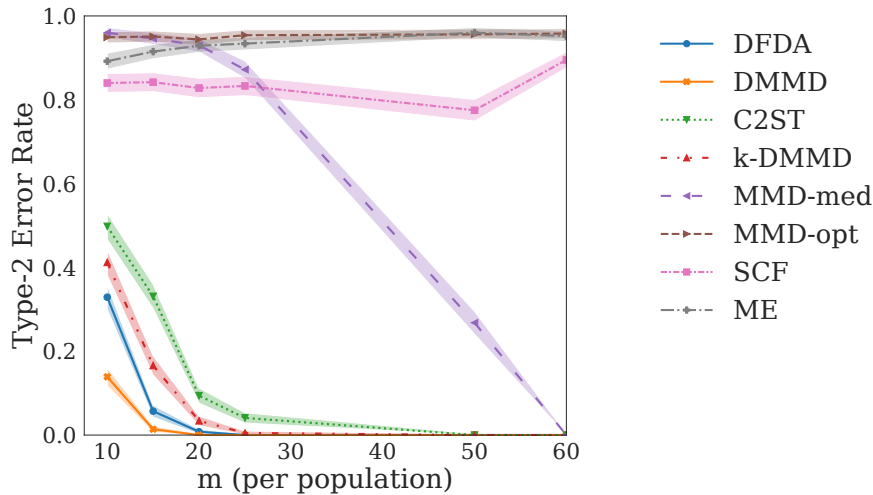 1.0
0.8
0.6
0.4
0.2
0.0
Type-2 Error Rate
10 20 30 40 50 60
m (per population)
DFDA
DMMD
C2ST
k-DMMD
MMD-med
MMD-opt
SCF
ME